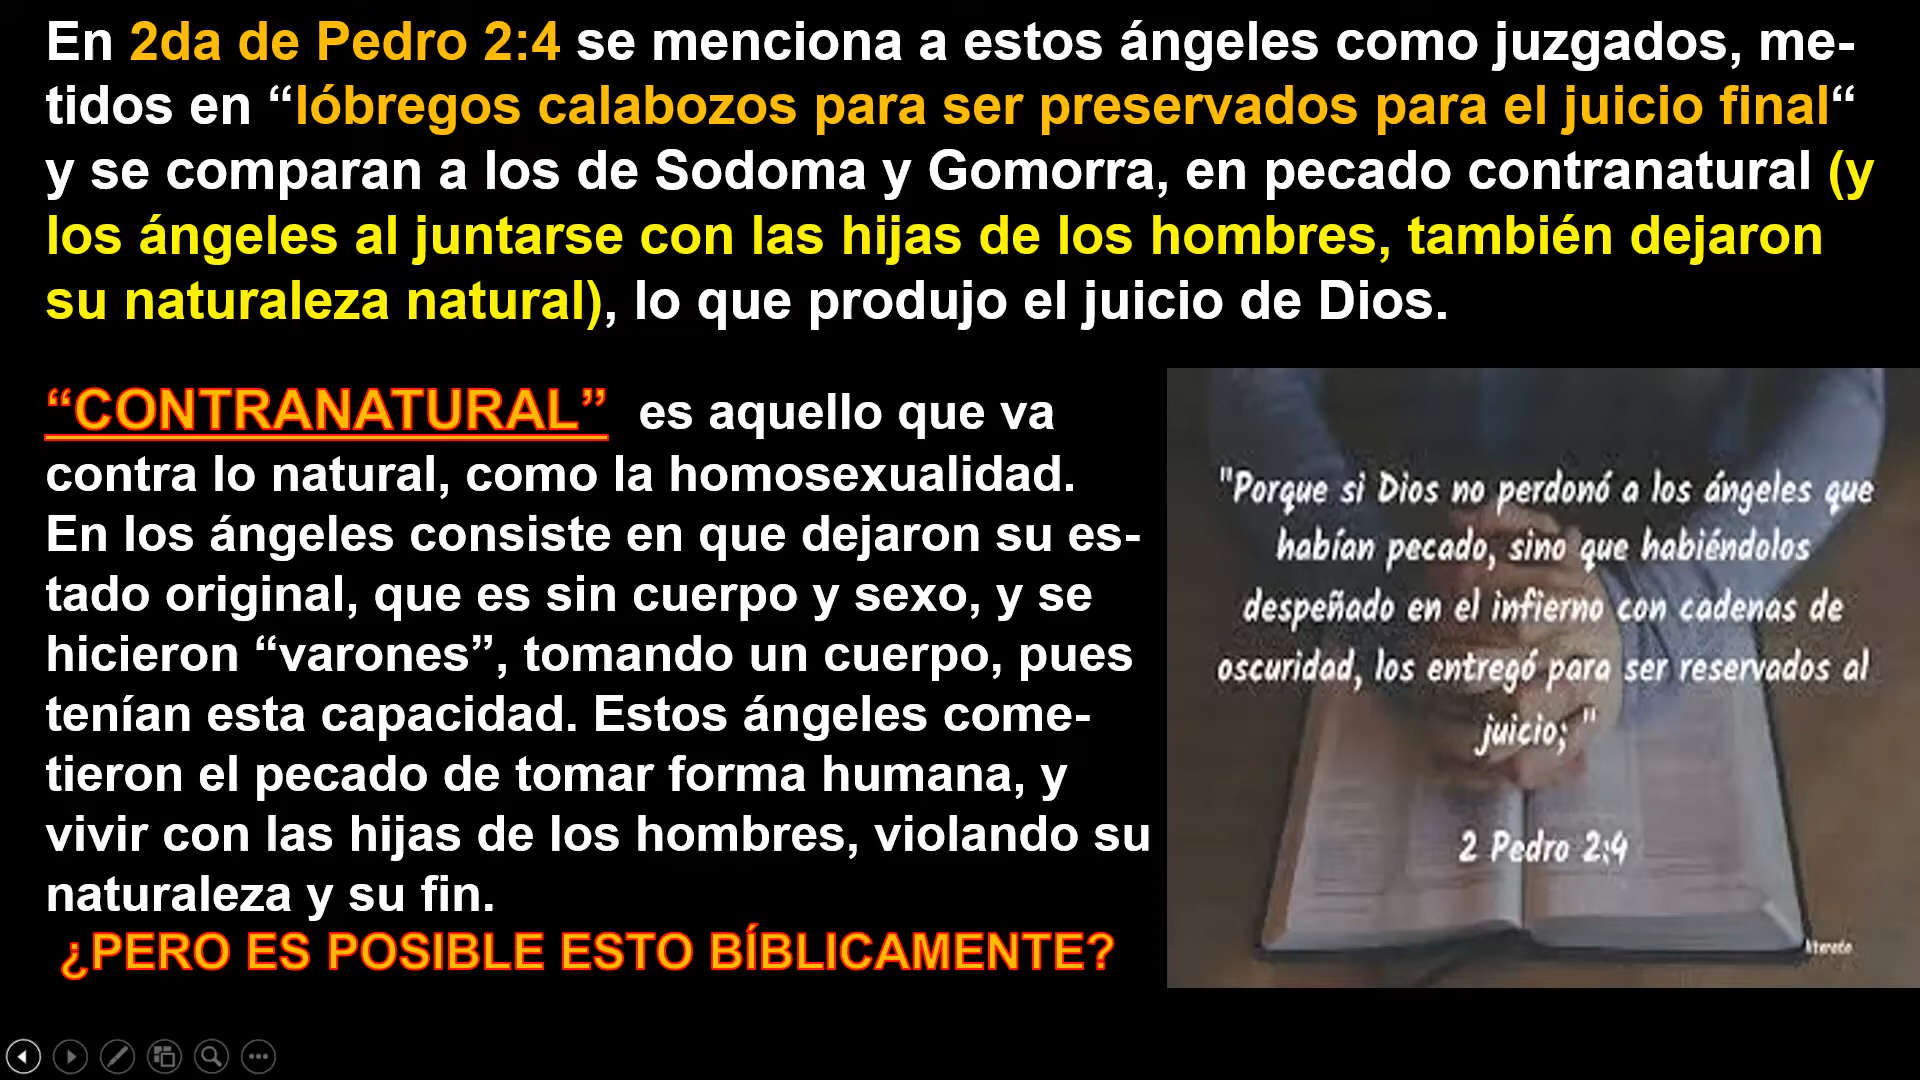 En 2da de Pedro 2:4 se menciona a estos ángeles como juzgados, me-
tidos en “lóbregos calabozos para ser preservados para el juicio final“
y se comparan a los de Sodoma y Gomorra, en pecado contranatural (y
los ángeles al juntarse con las hijas de los hombres, también dejaron
su naturaleza natural), lo que produjo el juicio de Dios.
“CONTRANATURAL” es aquello que va
contra lo natural, como la homosexualidad.
En los ángeles consiste en que dejaron su es-
tado original, que es sin cuerpo y sexo, y se
hicieron “varones”, tomando un cuerpo, pues
tenían esta capacidad. Estos ángeles come-
tieron el pecado de tomar forma humana, y
vivir con las hijas de los hombres, violando su
naturaleza y su fin.
¿PERO ES POSIBLE ESTO BÍBLICAMENTE?
"Porque si Dios no perdonó a los ángeles que
habían pecado, sino que habiéndolos
despeñado en el infierno con cadenas de
oscuridad, los entregó para ser reservados al
juicio; "
2 Pedro 2:4